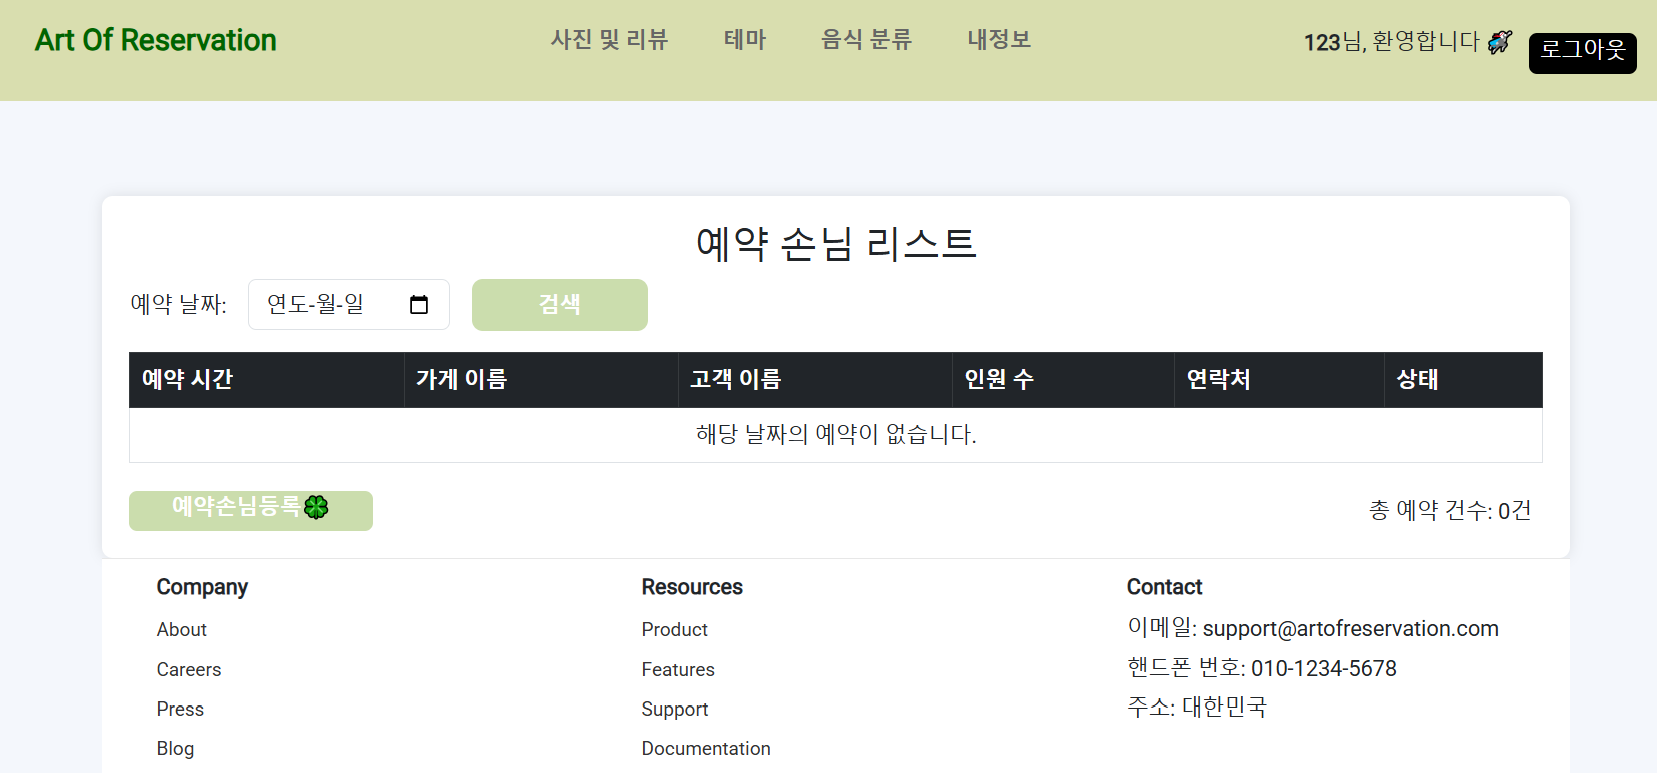 Art Of Reservation 사진 및 리뷰 테마 음식 분류 내정보 123님, 환영합니다 로그아웃
예약 손님 리스트
예약 날짜: 연도-월-일 검색
예약 시간 가게 이름 고객 이름 인원 수 연락처 상태
해당 날짜의 예약이 없습니다.
예약손님등록🍀 총 예약 건수: 0건
Company Resources Contact
About Product 이메일: support@artofreservation.com
Careers Features 핸드폰 번호: 010-1234-5678
Press Support 주소: 대한민국
Blog Documentation